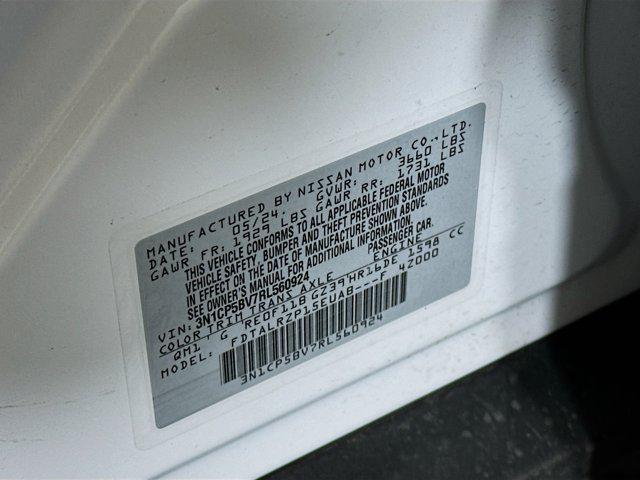 MANUFACTURED BY NISSAN MOTOR CO.,LTD.
DATE: 05/24. GVWR: 3660 LBS
GAWR FR: 1929 LBS GAWR RR: 1731 LBS
THIS VEHICLE CONFORMS TO ALL APPLICABLE FEDERAL MOTOR
VEHICLE SAFETY, BUMPER AND THEFT PREVENTION STANDARDS
IN EFFECT ON THE DATE OF MANUFACTURE SHOWN ABOVE.
SEE OWNER'S MANUAL FOR ADDITIONAL INFORMATION.
VIN: 3N1CP5BV7RL560924 PASSENGER CAR.
COLOR TRIM TRANS AXLE ENGINE 1598 CC
QM1 G RE0F11B GZ39 HR16DE
MODEL: FDTALRZP15EUAB---F 4Z000
3N1CP5BV7RL560924